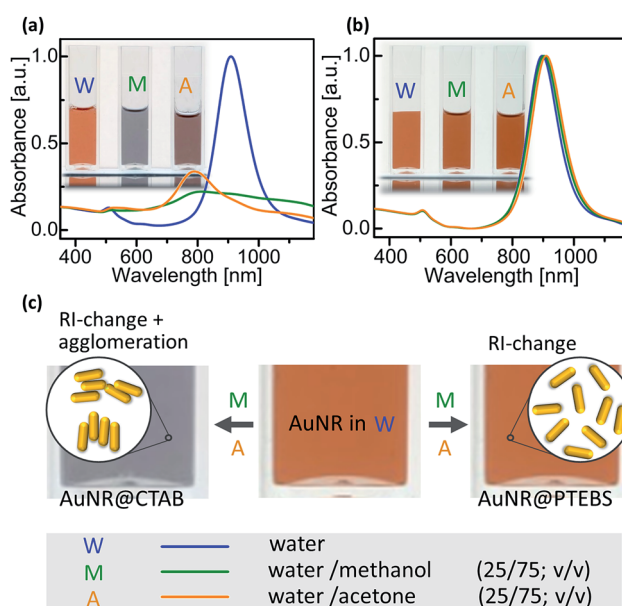 (a)
(b)
Absorbance [a.u.]
1.0
0.5
0.0
W M A
400 600 800 1000
Wavelength [nm]
Absorbance [a.u.]
1.0
0.5
0.0
W M A
400 600 800 1000
Wavelength [nm]
(c)
RI-change +
agglomeration
RI-change
M
A
AuNR in W
M
A
AuNR@CTAB
AuNR@PTEBS
W water
M water /methanol (25/75; v/v)
A water /acetone (25/75; v/v)